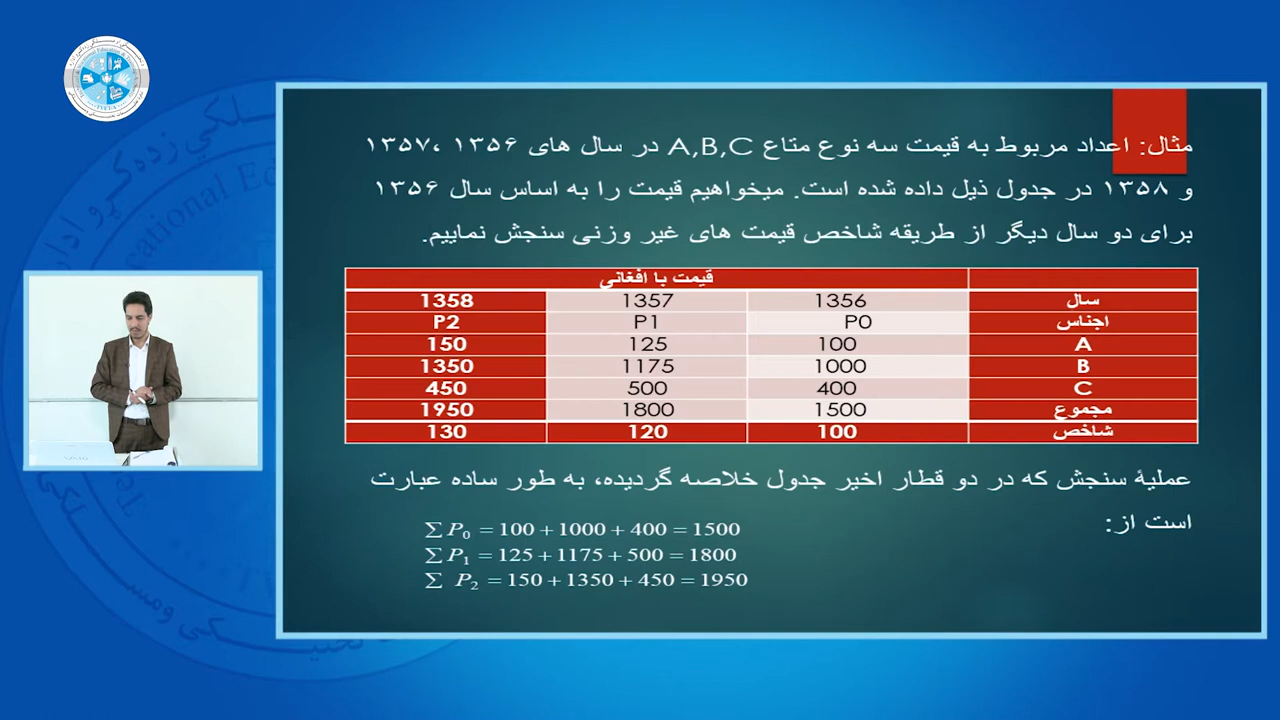 مثال: اعداد مربوط به قیمت سه نوع متاع A,B,C در سال های ۱۳۵۶ ،۱۳۵۷
و ۱۳۵۸ در جدول ذیل داده شده است. میخواهیم قیمت را به اساس سال ۱۳۵۶
برای دو سال دیگر از طریقه شاخص قیمت های غیر وزنی سنجش نماییم.
قیمت با افغانی
سال 1356 1357 1358
اجناس P0 P1 P2
A 100 125 150
B 1000 1175 1350
C 400 500 450
مجموع 1500 1800 1950
شاخص 100 120 130
عملیۀ سنجش که در دو قطار اخیر جدول خلاصه گردیده، به طور ساده عبارت
است از:
∑ P₀ = 100 + 1000 + 400 = 1500
∑ P₁ = 125 + 1175 + 500 = 1800
∑ P₂ = 150 + 1350 + 450 = 1950